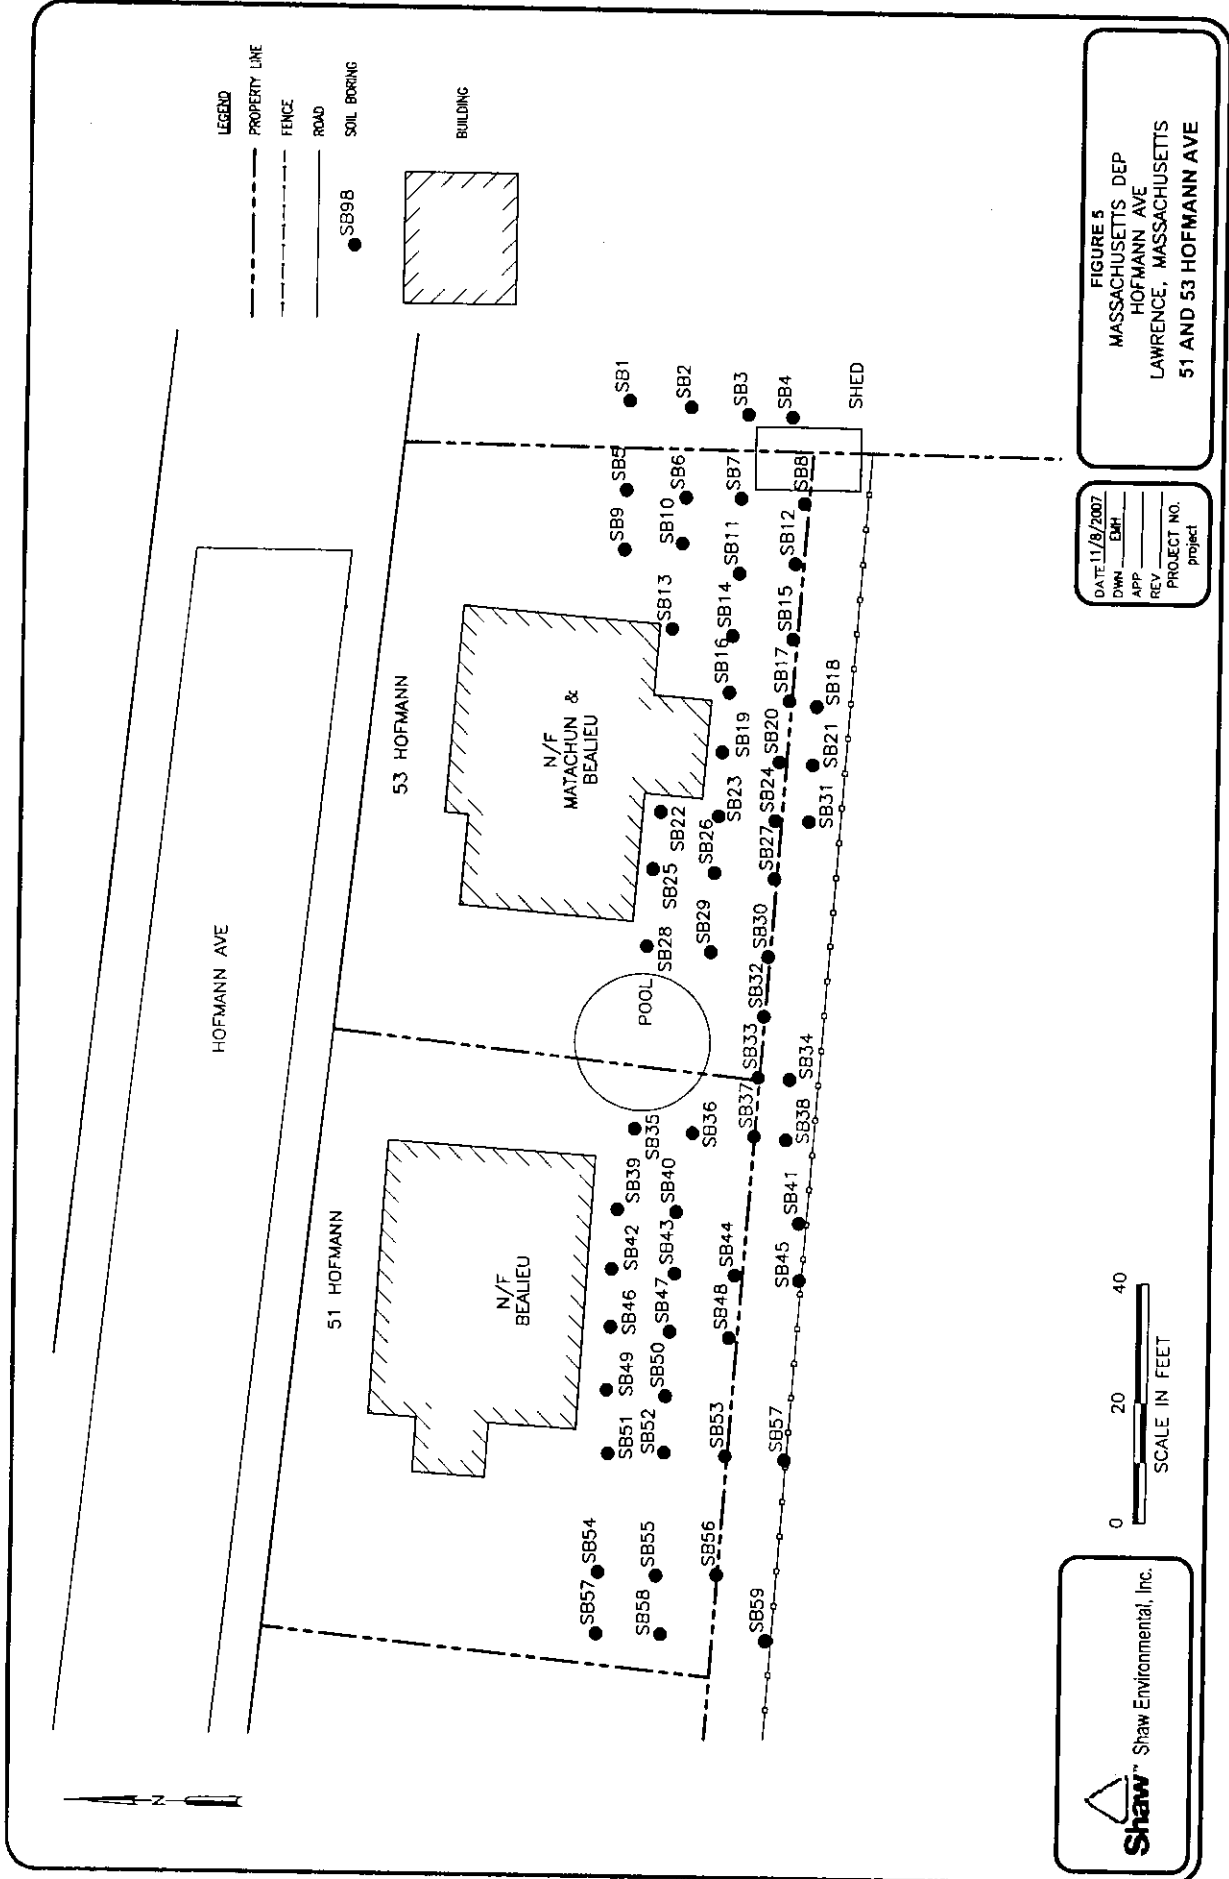 LEGEND
PROPERTY LINE
FENCE
ROAD
SB98
SOIL BORING
BUILDING
HOFMANN AVE
51 HOFMANN
53 HOFMANN
N/F
BEALIEU
N/F
MATACHUN &
BEALIEU
POOL
SHED
N
SB1
SB2
SB3
SB4
SB5
SB6
SB7
SB8
SB9
SB10
SB11
SB12
SB13
SB14
SB15
SB16
SB17
SB18
SB19
SB20
SB21
SB22
SB23
SB24
SB25
SB26
SB27
SB28
SB29
SB30
SB31
SB32
SB33
SB34
SB35
SB36
SB37
SB38
SB39
SB40
SB41
SB42
SB43
SB44
SB45
SB46
SB47
SB48
SB49
SB50
SB51
SB52
SB53
SB57
SB54
SB55
SB56
SB57
SB58
SB59
0 20 40
SCALE IN FEET
Shaw™ Shaw Environmental, Inc.
DATE 11/8/2007
DWN EMH
APP
REV
PROJECT NO.
project
FIGURE 5
MASSACHUSETTS DEP
HOFMANN AVE
LAWRENCE, MASSACHUSETTS
51 AND 53 HOFMANN AVE